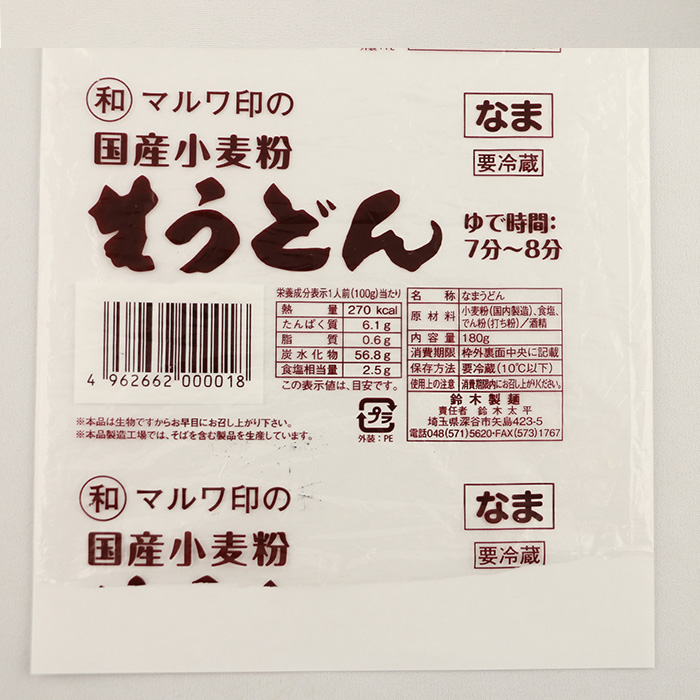 和 マルワ印の
国産小麦粉
生うどん
なま
要冷蔵
ゆで時間:
7分〜8分
4 962662 000018
栄養成分表示1人前(100g)当たり
熱量 270 kcal
たんぱく質 6.1g
脂質 0.6g
炭水化物 56.8g
食塩相当量 2.5g
この表示値は、目安です。
名称 なまうどん
原材料 小麦粉(国内製造)、食塩、
でん粉(打ち粉)/酒精
内容量 180g
消費期限 枠外裏面中央に記載
保存方法 要冷蔵(10℃以下)
使用上の注意 消費期限内にお召し上がりください。
鈴木製麺
責任者 鈴木太平
埼玉県深谷市矢島423-5
電話048(571)5620・FAX(573)1767
プラ
外装:PE
※本品は生物ですからお早目にお召し上がり下さい。
※本品製造工場では、そばを含む製品を生産しています。
和 マルワ印の
国産小麦粉
なま
要冷蔵